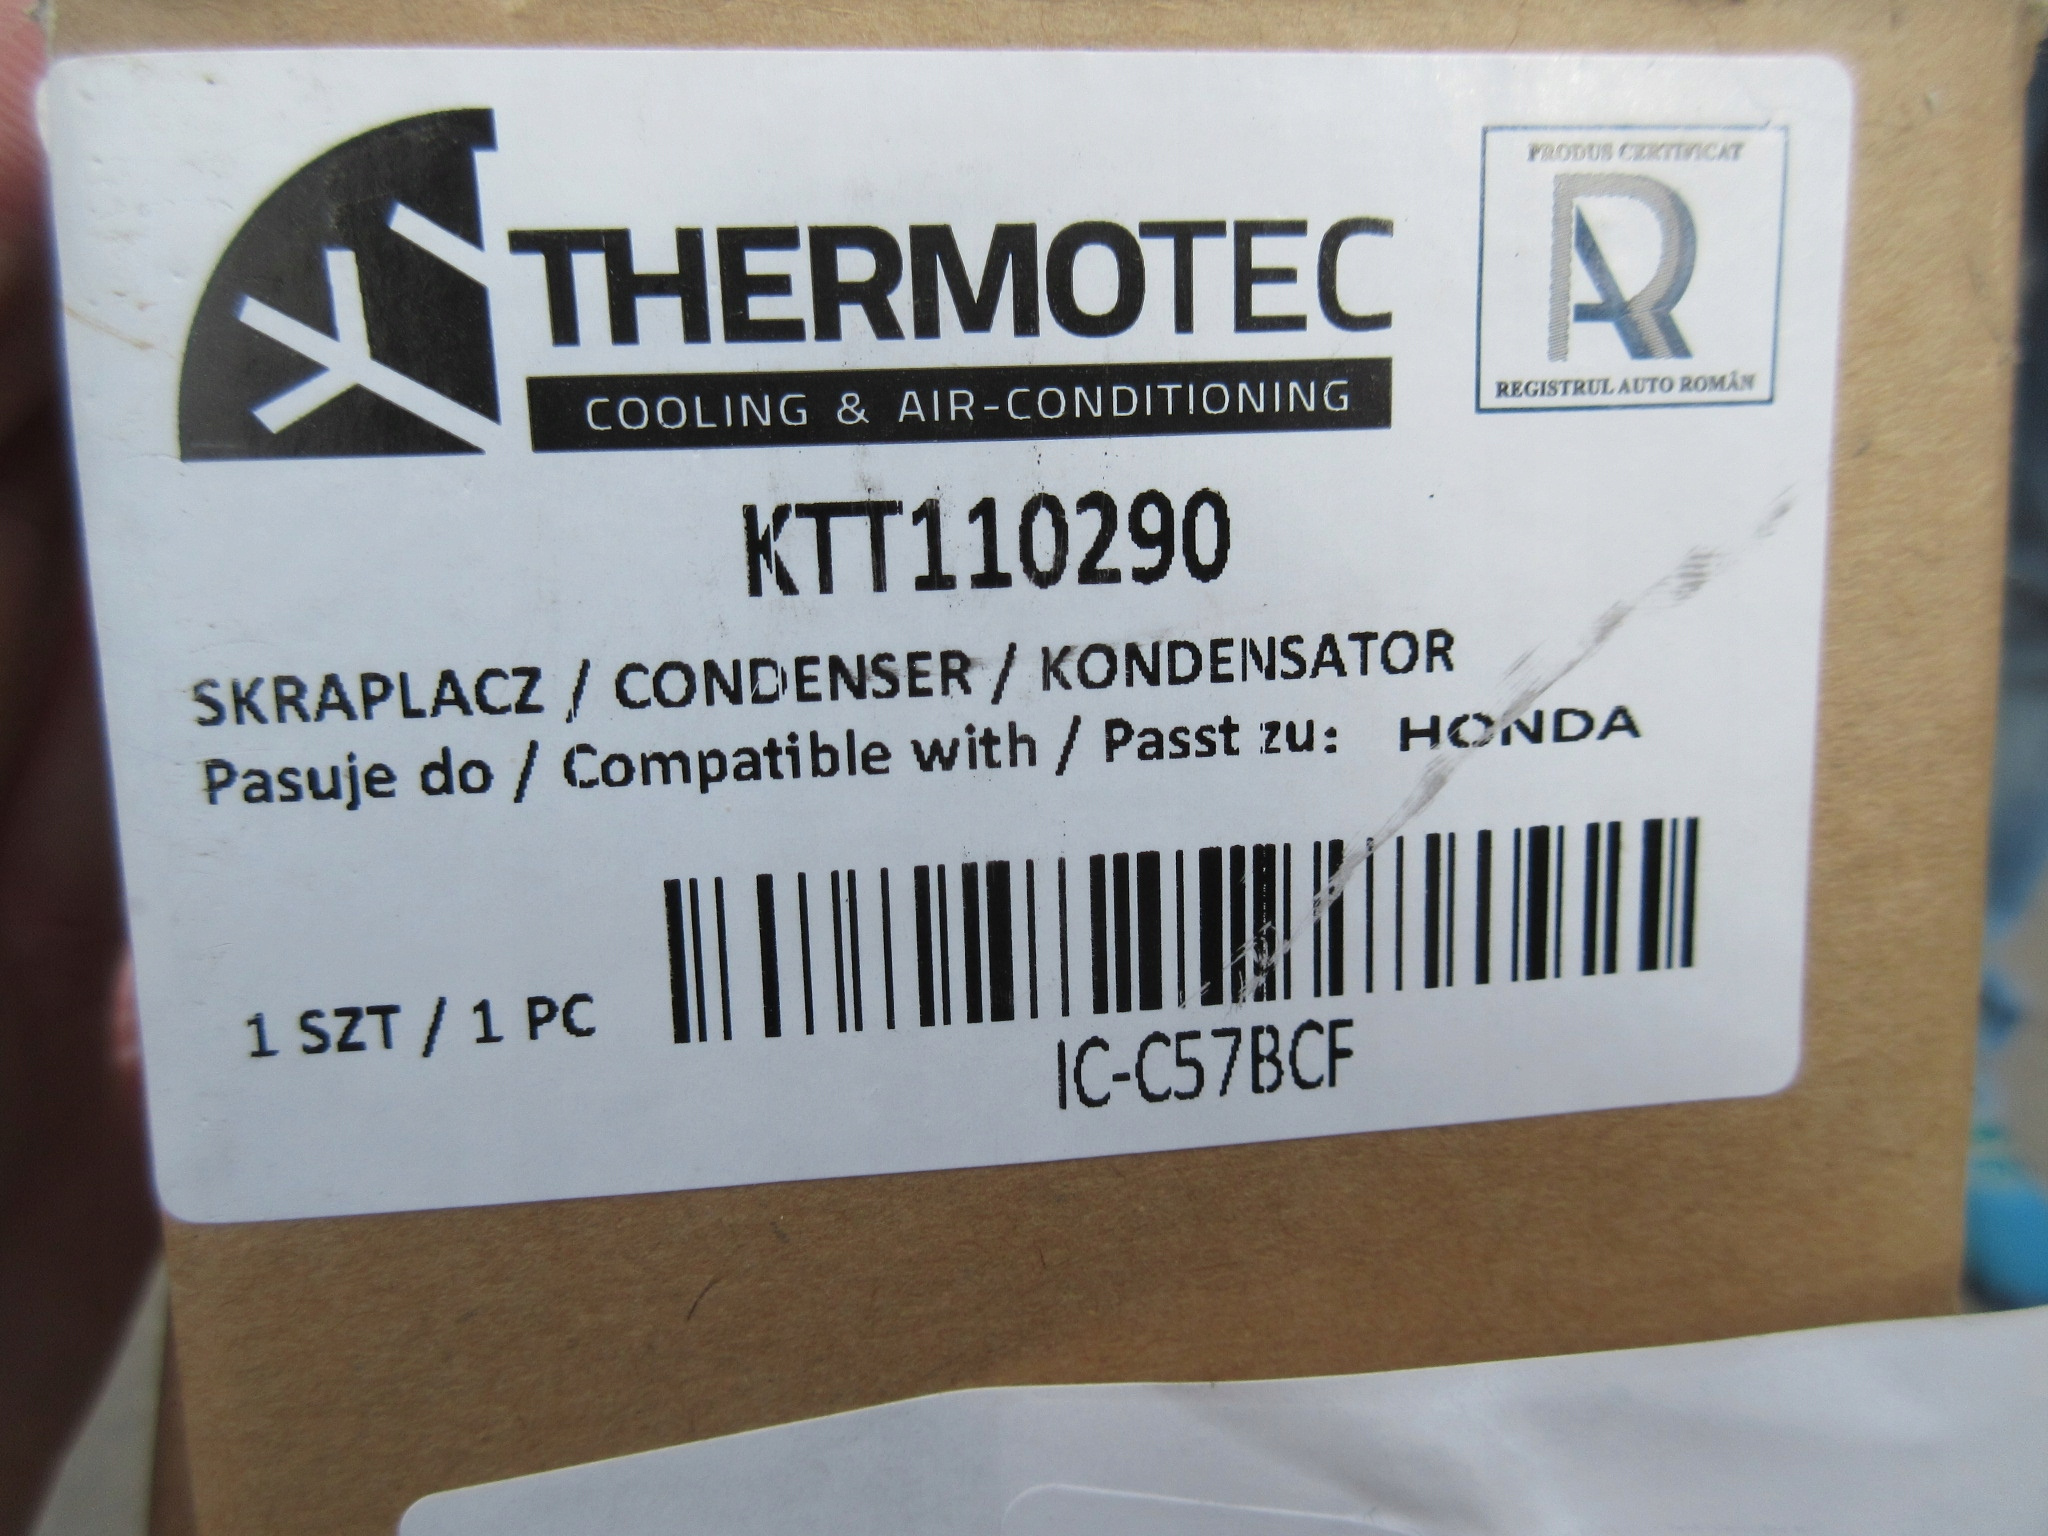 THERMOTEC
COOLING & AIR-CONDITIONING
PRODUS CERTIFICAT
REGISTRUL AUTO ROMÂN
KTT110290
SKRAPLACZ / CONDENSER / KONDENSATOR
Pasuje do / Compatible with / Passt zu: HONDA
1 SZT / 1 PC
IC-C57BCF